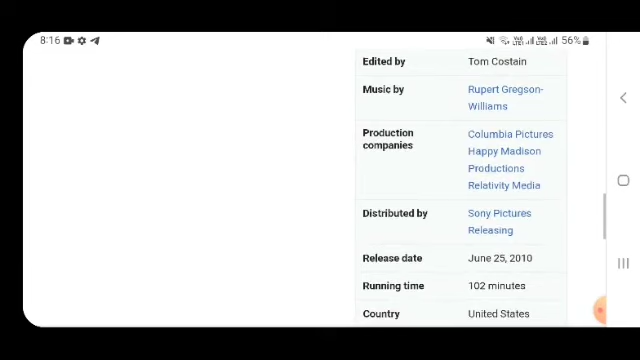 8:16
56%
Edited by Tom Costain
Music by Rupert Gregson-
Williams
Production Columbia Pictures
companies Happy Madison
Productions
Relativity Media
Distributed by Sony Pictures
Releasing
Release date June 25, 2010
Running time 102 minutes
Country United States